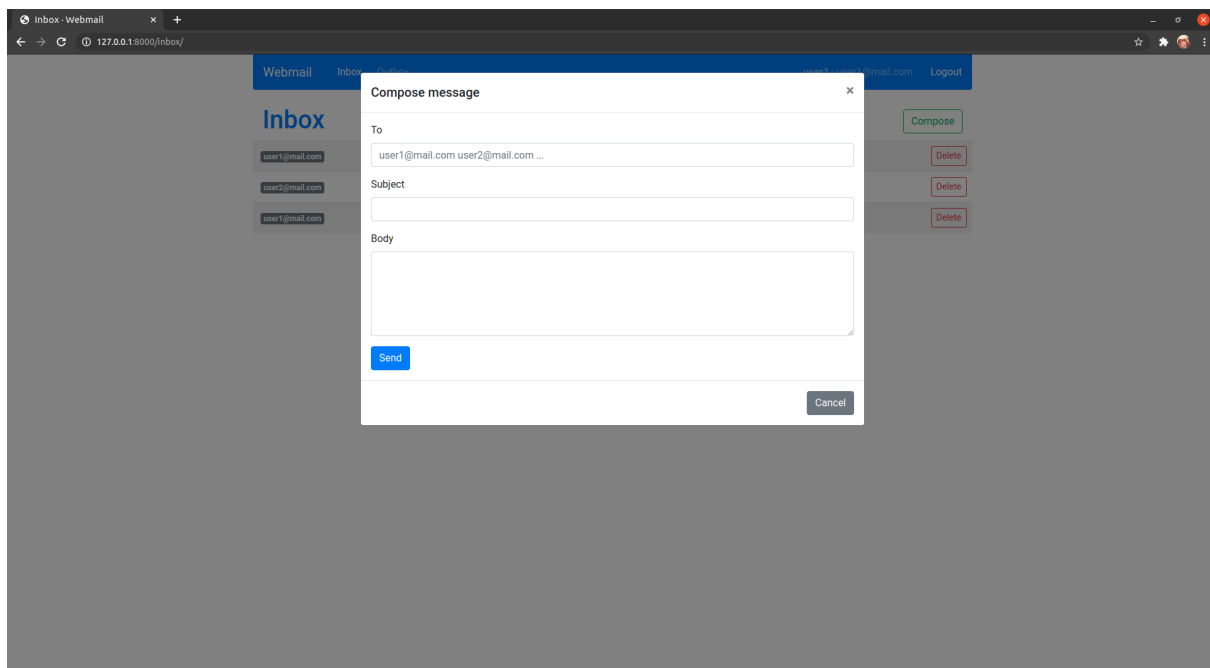 Inbox · Webmail
127.0.0.1:8000/inbox/
Webmail Inbox Outbox user1 · user1@mail.com Logout
Compose message ×
Inbox Compose
To
user1@mail.com user2@mail.com ...
user1@mail.com Delete
Subject
user2@mail.com Delete
user1@mail.com Delete
Body
Send
Cancel